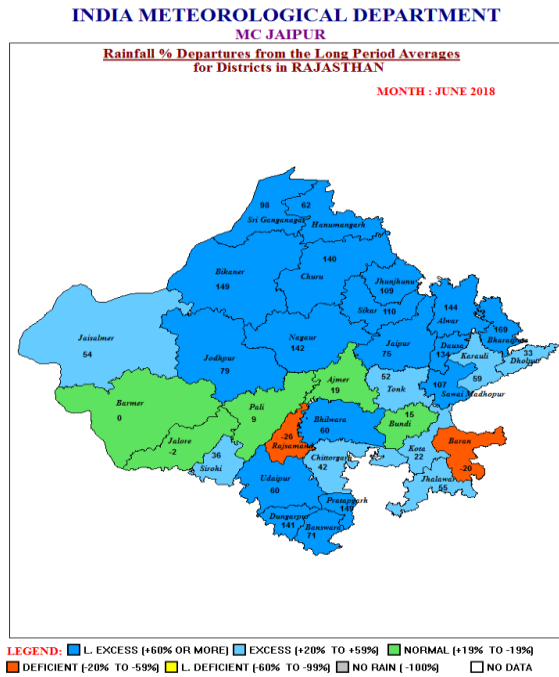 INDIA METEOROLOGICAL DEPARTMENT
MC JAIPUR
Rainfall % Departures from the Long Period Averages
for Districts in RAJASTHAN
MONTH : JUNE 2018
98
Sri Ganganagar
62
Hanumangarh
Bikaner
149
140
Churu
Jhunjhunu
109
Sikar
110
144
Alwar
169
Bharatpur
Jaisalmer
54
Jodhpur
79
Nagaur
142
Jaipur
75
Dausa
134
Karauli
59
33
Dholpur
107
Sawai Madhopur
52
Tonk
Ajmer
19
Barmer
0
Pali
9
Jalore
-2
36
Sirohi
-26
Rajsamand
Bhilwara
60
15
Bundi
Chittorgarh
42
Kota
22
Baran
-20
Jhalawar
55
Udaipur
60
Pratapgarh
149
Dungarpur
141
Banswara
71
LEGEND: L. EXCESS (+60% OR MORE) EXCESS (+20% TO +59%) NORMAL (+19% TO -19%)
DEFICIENT (-20% TO -59%) L. DEFICIENT (-60% TO -99%) NO RAIN (-100%) NO DATA